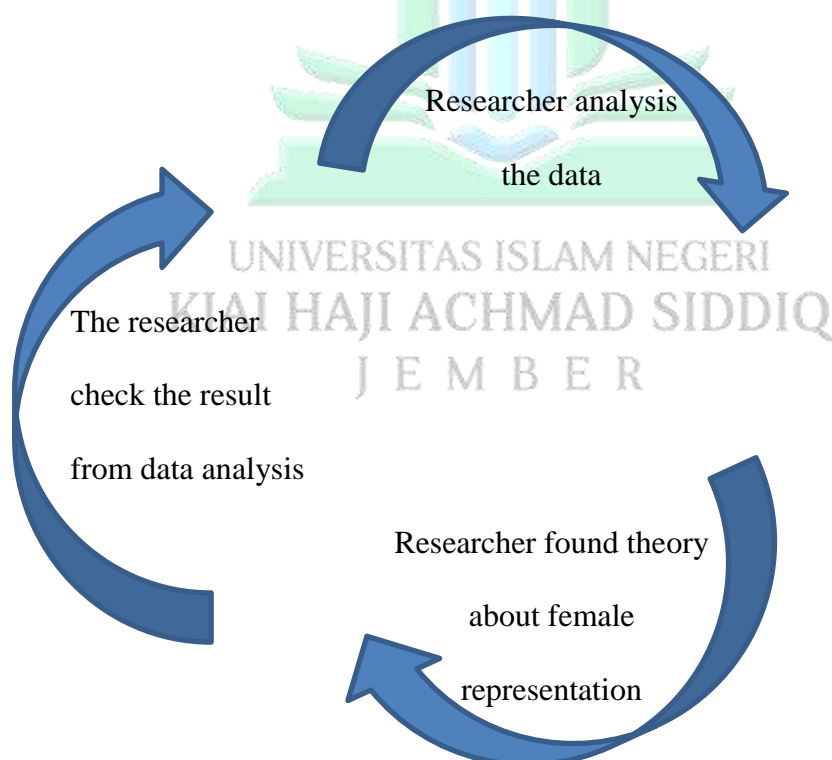 Researcher analysis
the data
UNIVERSITAS ISLAM NEGERI
KIAI HAJI ACHMAD SIDDIQ
J E M B E R
The researcher
check the result
from data analysis
Researcher found theory
about female
representation